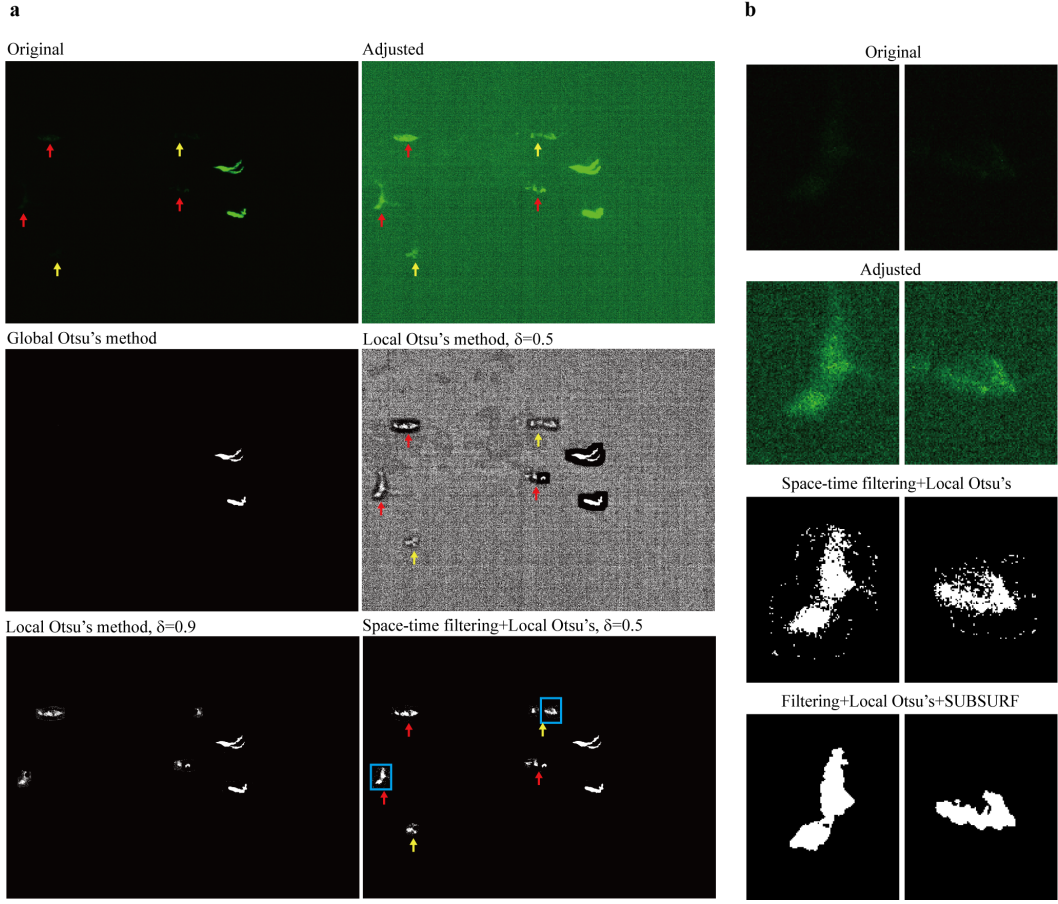 a
Original
Adjusted
Global Otsu's method
Local Otsu's method, δ=0.5
Local Otsu's method, δ=0.9
Space-time filtering+Local Otsu's, δ=0.5
b
Original
Adjusted
Space-time filtering+Local Otsu's
Filtering+Local Otsu's+SUBSURF